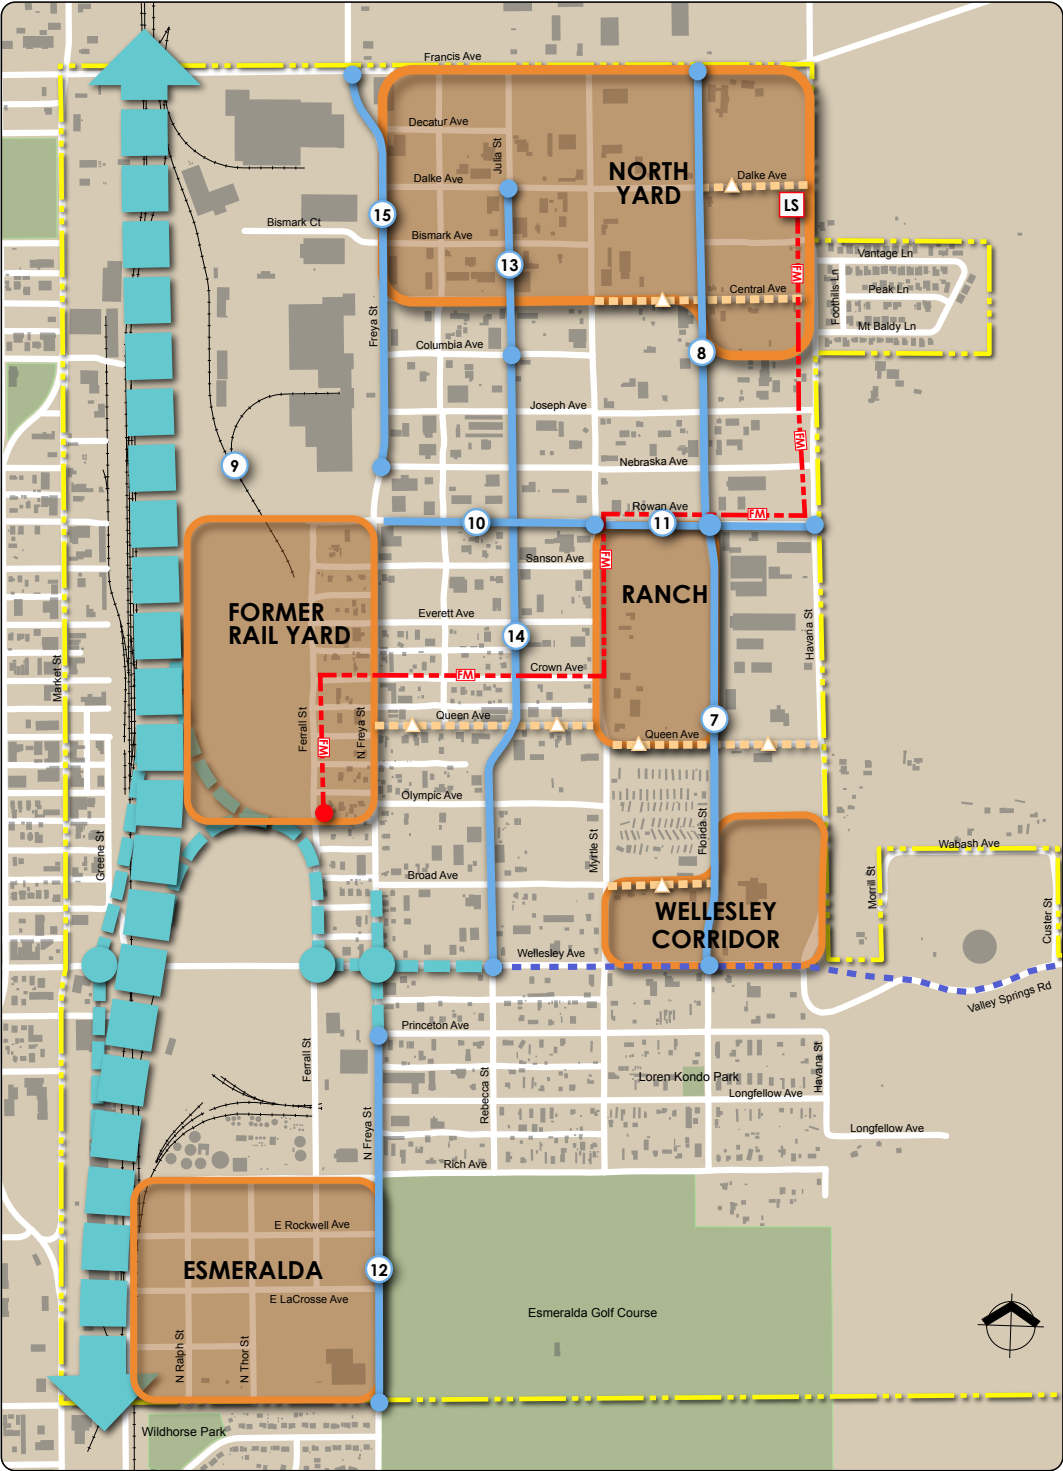 Francis Ave
Decatur Ave
Julia St
NORTH
YARD
Dalke Ave
Dalke Ave
LS
15
Bismark Ct
Bismark Ave
13
FM
Vantage Ln
Foothills Ln
Peak Ln
Central Ave
Mt Baldy Ln
Freya St
Columbia Ave
8
Joseph Ave
FM
Nebraska Ave
9
Rowan Ave
10
11
FM
Sanson Ave
FM
RANCH
FORMER
RAIL YARD
Everett Ave
Havana St
14
Market St
Crown Ave
FM
Ferrall St
N Freya St
Queen Ave
7
Queen Ave
FM
Olympic Ave
Greene St
Myrtle St
Florida St
Wabash Ave
Broad Ave
Morrill St
Custer St
WELLESLEY
CORRIDOR
Wellesley Ave
Valley Springs Rd
Princeton Ave
Ferrall St
Havana St
Loren Kondo Park
Rebecca St
Longfellow Ave
N Freya St
Longfellow Ave
Rich Ave
E Rockwell Ave
ESMERALDA
12
E LaCrosse Ave
Esmeralda Golf Course
N Ralph St
N Thor St
Wildhorse Park